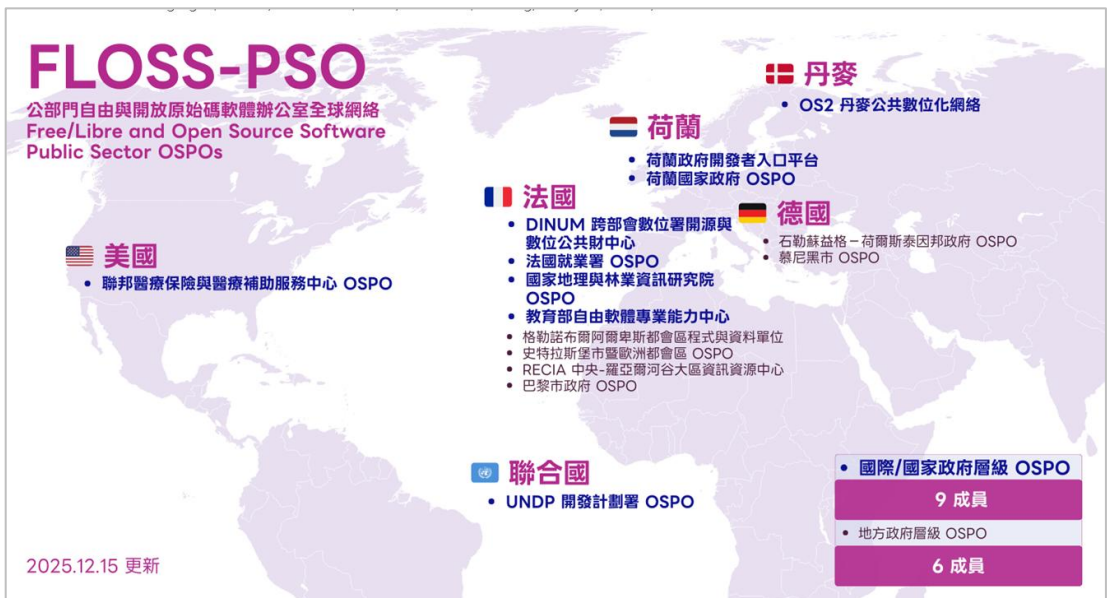 FLOSS-PSO
公部門自由與開放原始碼軟體辦公室全球網絡
Free/Libre and Open Source Software
Public Sector OSPOs
丹麥
• OS2 丹麥公共數位化網絡
荷蘭
• 荷蘭政府開發者入口平台
• 荷蘭國家政府 OSPO
法國
• DINUM 跨部會數位署開源與
數位公共財中心
• 法國就業署 OSPO
• 國家地理與林業資訊研究院
OSPO
• 教育部自由軟體專業能力中心
• 格勒諾布爾阿爾卑斯都會區程式與資料單位
• 史特拉斯堡市暨歐洲都會區 OSPO
• RECIA 中央-羅亞爾河谷大區資訊資源中心
• 巴黎市政府 OSPO
德國
• 石勒蘇益格–荷爾斯泰因邦政府 OSPO
• 慕尼黑市 OSPO
美國
• 聯邦醫療保險與醫療補助服務中心 OSPO
聯合國
• UNDP 開發計劃署 OSPO
• 國際/國家政府層級 OSPO
9 成員
• 地方政府層級 OSPO
6 成員
2025.12.15 更新